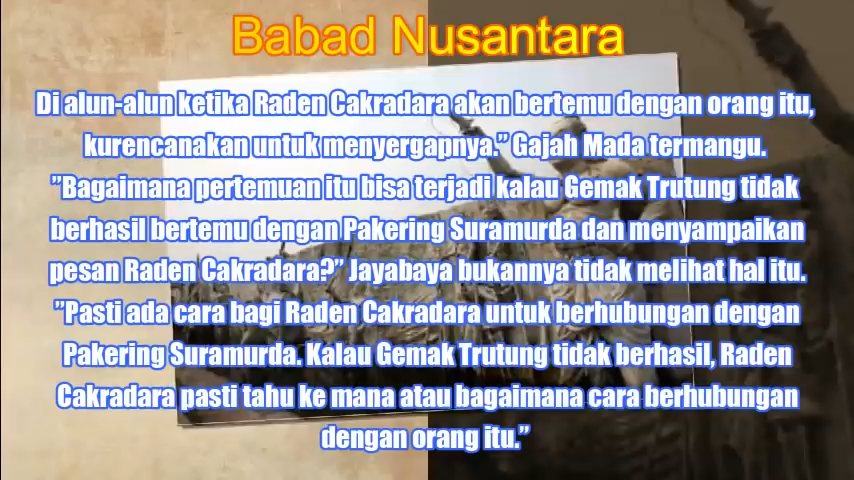 Babad Nusantara
Di alun-alun ketika Raden Cakradara akan bertemu dengan orang itu,
kurencanakan untuk menyergapnya.” Gajah Mada termangu.
”Bagaimana pertemuan itu bisa terjadi kalau Gemak Trutung tidak
berhasil bertemu dengan Pakering Suramurda dan menyampaikan
pesan Raden Cakradara?” Jayabaya bukannya tidak melihat hal itu.
”Pasti ada cara bagi Raden Cakradara untuk berhubungan dengan
Pakering Suramurda. Kalau Gemak Trutung tidak berhasil, Raden
Cakradara pasti tahu ke mana atau bagaimana cara berhubungan
dengan orang itu.”